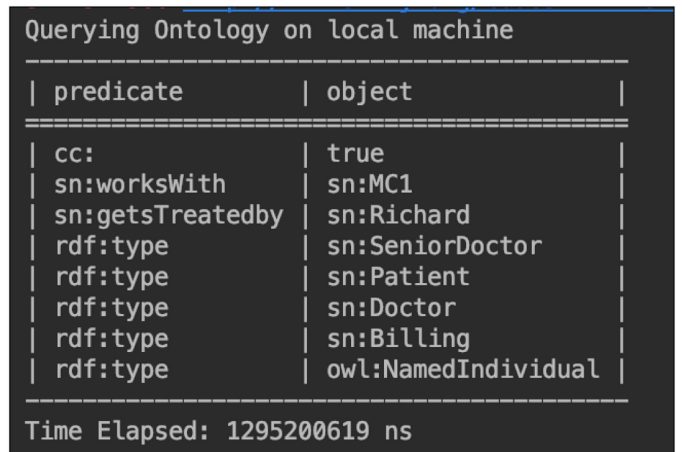 Querying Ontology on local machine
-------------------------------------------
| predicate        | object               |
===========================================
| cc:              | true                 |
| sn:worksWith     | sn:MC1               |
| sn:getsTreatedby | sn:Richard           |
| rdf:type         | sn:SeniorDoctor      |
| rdf:type         | sn:Patient           |
| rdf:type         | sn:Doctor            |
| rdf:type         | sn:Billing           |
| rdf:type         | owl:NamedIndividual |
-------------------------------------------
Time Elapsed: 1295200619 ns